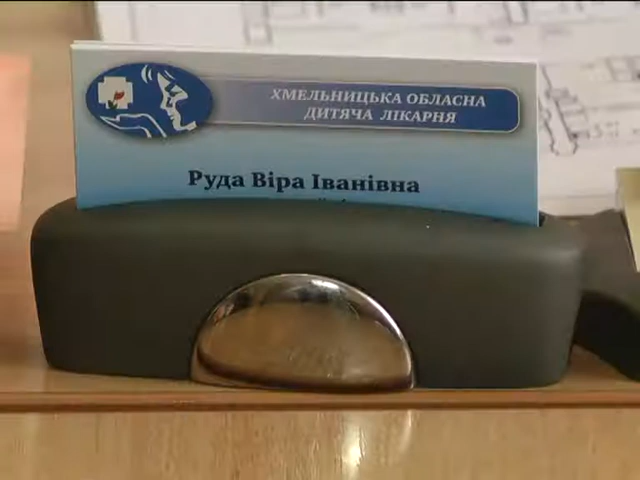 ХМЕЛЬНИЦЬКА ОБЛАСНА
ДИТЯЧА ЛІКАРНЯ
Руда Віра Іванівна